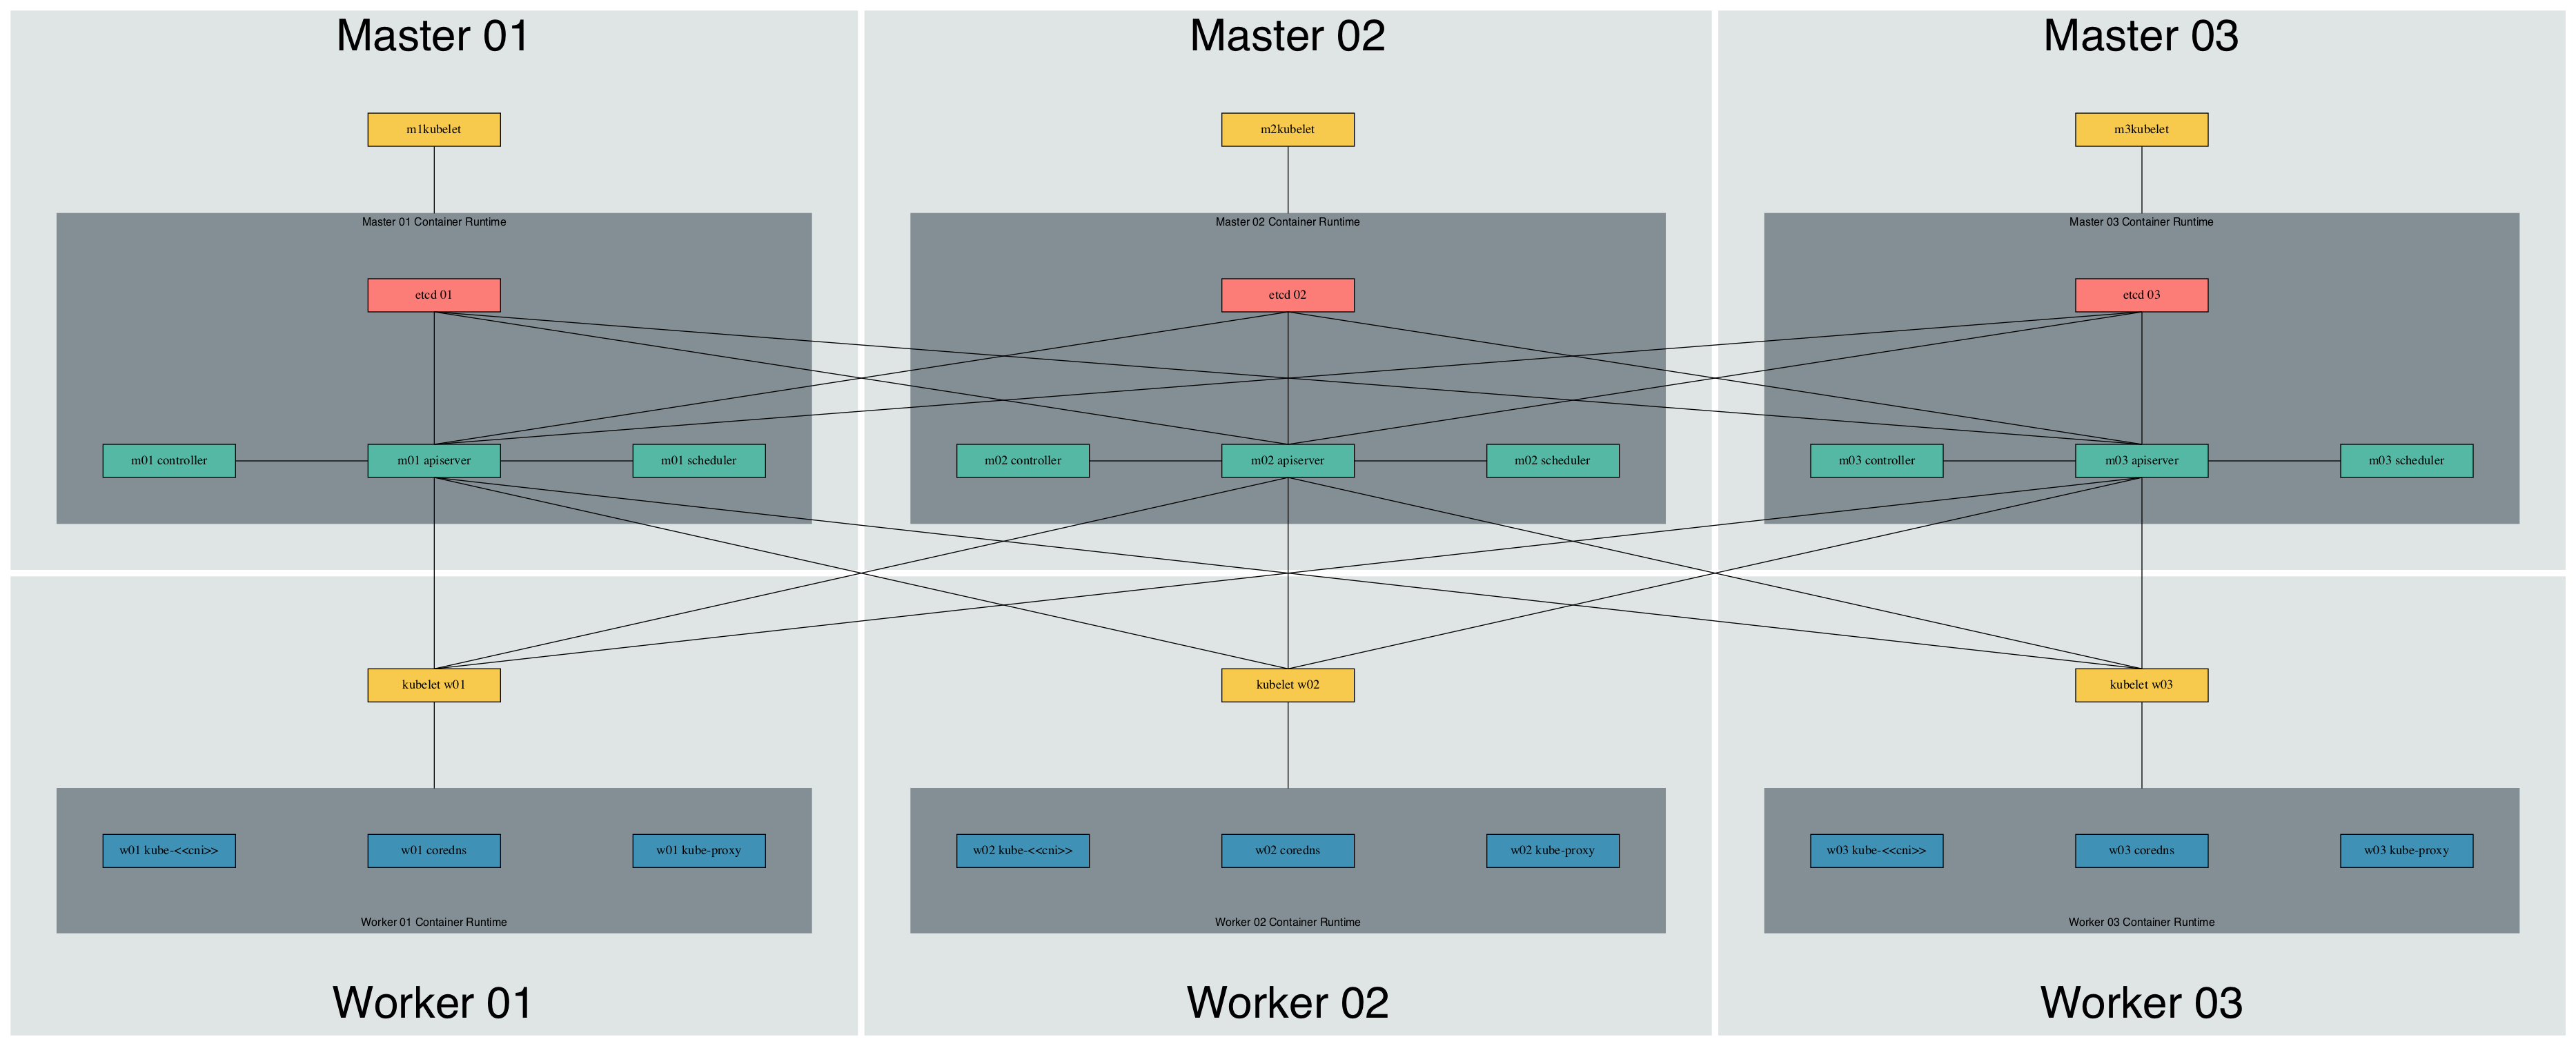 Master 01
Master 02
Master 03
m1kubelet
m2kubelet
m3kubelet
Master 01 Container Runtime
Master 02 Container Runtime
Master 03 Container Runtime
etcd 01
etcd 02
etcd 03
m01 controller
m01 apiserver
m01 scheduler
m02 controller
m02 apiserver
m02 scheduler
m03 controller
m03 apiserver
m03 scheduler
kubelet w01
kubelet w02
kubelet w03
w01 kube-<<cni>>
w01 coredns
w01 kube-proxy
w02 kube-<<cni>>
w02 coredns
w02 kube-proxy
w03 kube-<<cni>>
w03 coredns
w03 kube-proxy
Worker 01 Container Runtime
Worker 02 Container Runtime
Worker 03 Container Runtime
Worker 01
Worker 02
Worker 03